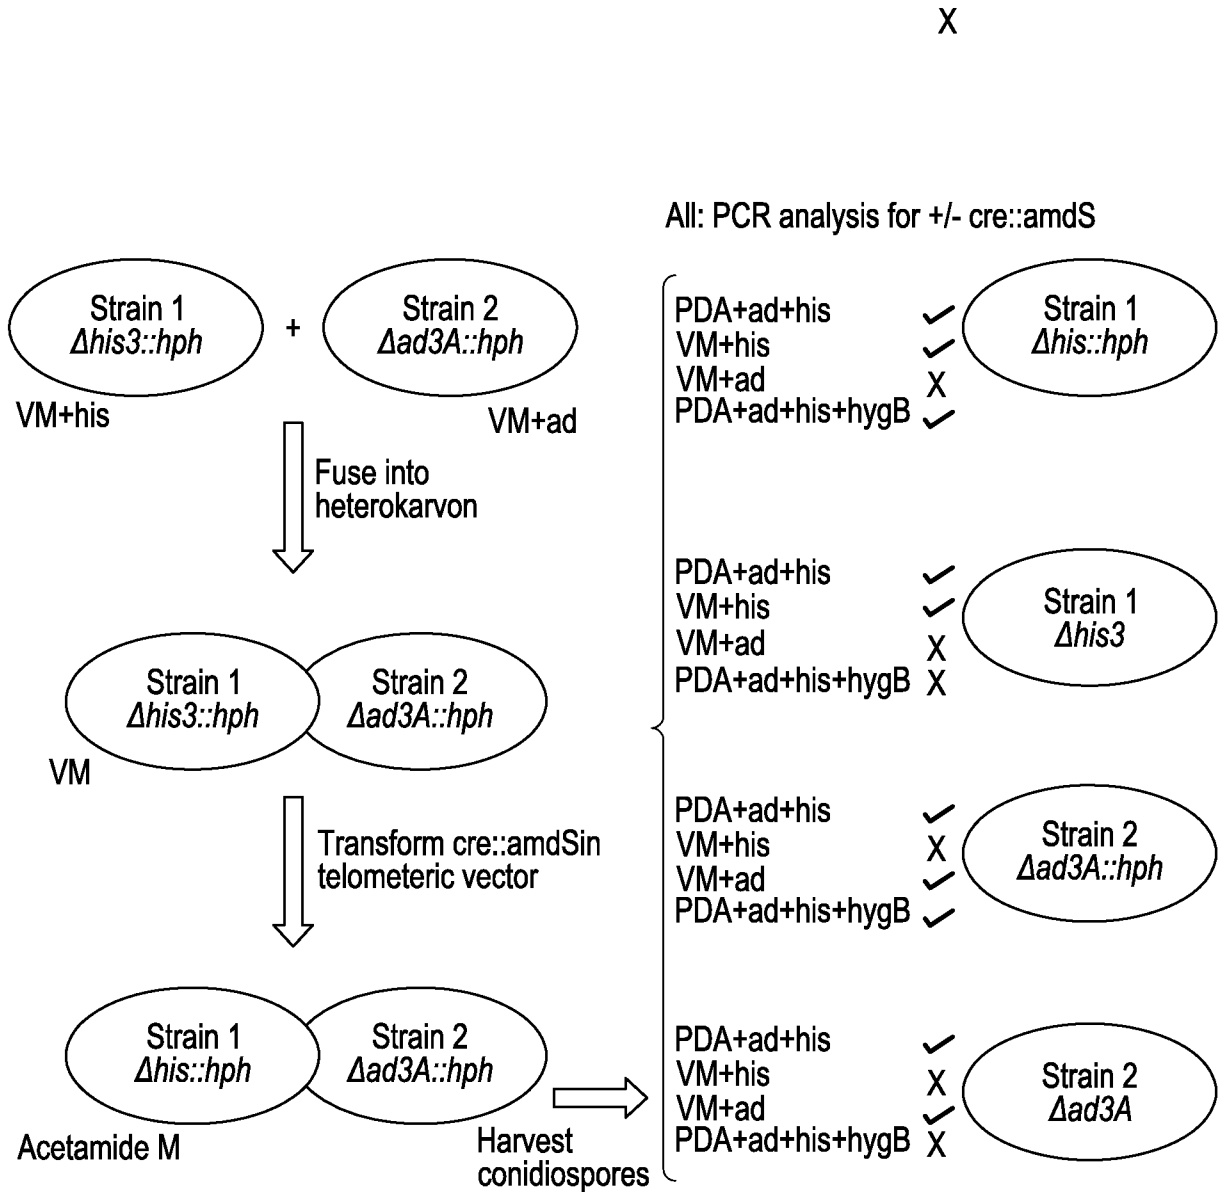 X
All: PCR analysis for +/- cre::amdS
Strain 1
Δhis3::hph
+
Strain 2
Δad3A::hph
VM+his
VM+ad
Fuse into
heterokarvon
Strain 1
Δhis3::hph
Strain 2
Δad3A::hph
VM
Transform cre::amdSin
telometeric vector
Strain 1
Δhis::hph
Strain 2
Δad3A::hph
Acetamide M
Harvest
conidiospores
PDA+ad+his ✓
VM+his ✓
VM+ad X
PDA+ad+his+hygB ✓
Strain 1
Δhis::hph
PDA+ad+his ✓
VM+his ✓
VM+ad X
PDA+ad+his+hygB X
Strain 1
Δhis3
PDA+ad+his ✓
VM+his X
VM+ad ✓
PDA+ad+his+hygB ✓
Strain 2
Δad3A::hph
PDA+ad+his ✓
VM+his X
VM+ad ✓
PDA+ad+his+hygB X
Strain 2
Δad3A